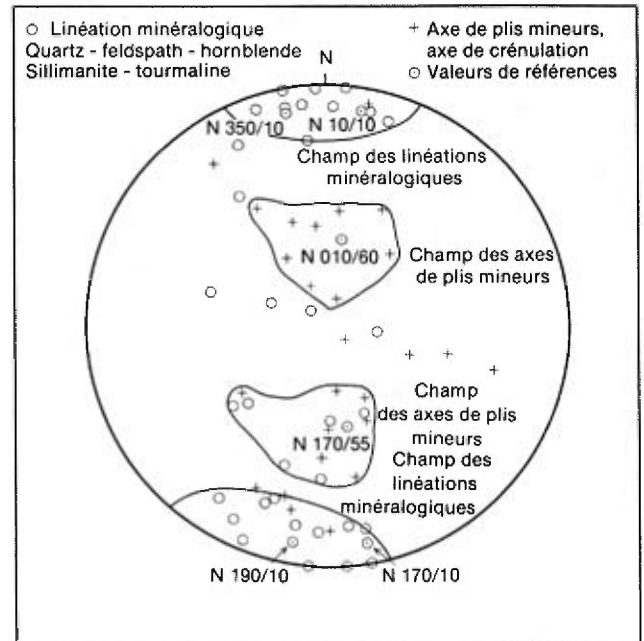 ○ Linéation minéralogique
Quartz - feldspath - hornblende
Sillimanite - tourmaline
+ Axe de plis mineurs,
axe de crénulation
⊙ Valeurs de références
N
N 350/10
N 10/10
Champ des linéations
minéralogiques
N 010/60
Champ des axes
de plis mineurs
Champ
des axes de plis
mineurs
N 170/55
Champ des
linéations
minéralogiques
N 190/10
N 170/10